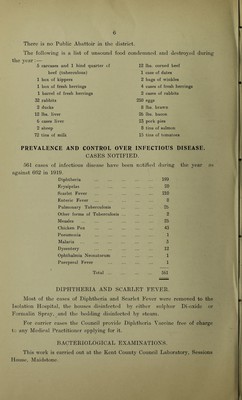 6
There is no Public Abattoir in the district.
The following is a list of unsound food condemned and destroyed during
the year :—
5 carcases and 1 hind quarter of
beef (tuberculous)
1 box of kippers
1 box of fresh herrings
1 barrel of fresh herrings
33 rabbits
2 ducks
12 lbs. liver
6 cases liver
2 sheep
72 tins of milk
12 lbs. corned beef
1 case of dates
2 bags of winkles
4 cases of fresh herrings
2 cases of rabbits
220 eggs
8 lbs. brawn
35 lbs. bacon
13 pork pies
8 tins of salmon
15 tins of tomatoes
PREVALENCE AND CONTROL OVER INFECTIOUS DISEASE.
CASES NOTIFIED.
361 cases of infectious disease have been notified during the year as
against 602 in 1919.
Diphtheria
Erysipelas
Scarlet Fever
Enteric Fever
Pulmonary Tuberculosis
Other forms of Tuberculosis
Measles
Chicken Pox
Pneumonia
Malaria
Dysentery
Ophthalmia Neonatorum
Puerperal Fever
Total
DIPHTHERIA AND SCARLET FEVER.
Most of the cases of Diphtheria and Scarlet Fever were removed to the
Isolation Hospital, the houses disinfected by either sulphur Di-oxide or
Formalin Spray, and the bedding disinfected by steam.
For carrier cases the Council provide Diphtheria Vaccine free of charge
to any Medical Practitioner applying for it.
BACTERIOLOGICAL EXAMINATIONS.
This work is carried out at the Kent County Council Laboratory, Sessions
House, Maidstone.